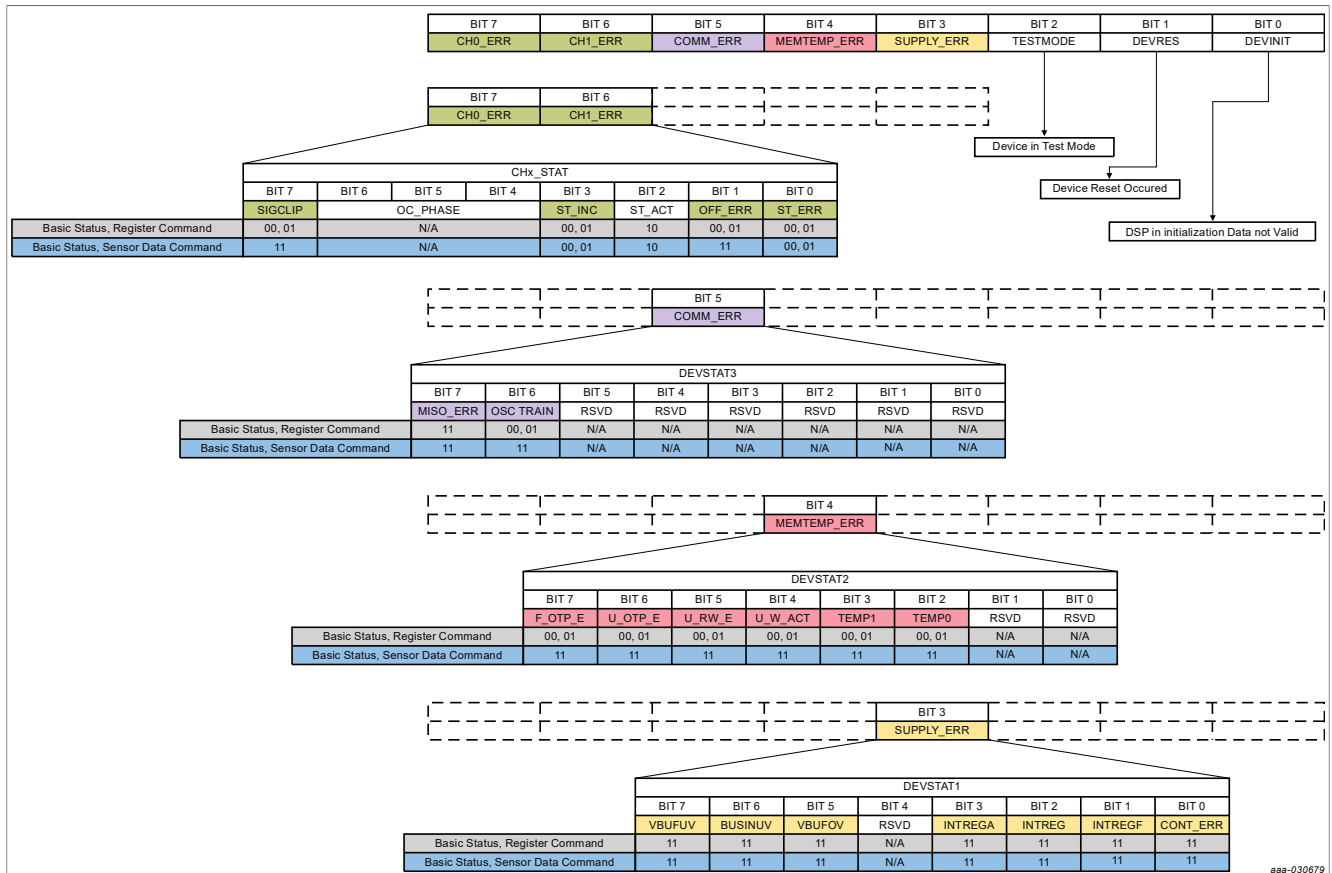 BIT 7 BIT 6 BIT 5 BIT 4 BIT 3 BIT 2 BIT 1 BIT 0
CH0_ERR CH1_ERR COMM_ERR MEMTEMP_ERR SUPPLY_ERR TESTMODE DEVRES DEVINIT
BIT 7 BIT 6
CH0_ERR CH1_ERR
Device in Test Mode
Device Reset Occured
DSP in initialization Data not Valid
CHx_STAT
BIT 7 BIT 6 BIT 5 BIT 4 BIT 3 BIT 2 BIT 1 BIT 0
SIGCLIP OC_PHASE ST_INC ST_ACT OFF_ERR ST_ERR
Basic Status, Register Command 00, 01 N/A 00, 01 10 00, 01 00, 01
Basic Status, Sensor Data Command 11 N/A 00, 01 10 11 00, 01
BIT 5
COMM_ERR
DEVSTAT3
BIT 7 BIT 6 BIT 5 BIT 4 BIT 3 BIT 2 BIT 1 BIT 0
MISO_ERR OSC TRAIN RSVD RSVD RSVD RSVD RSVD RSVD
Basic Status, Register Command 11 00, 01 N/A N/A N/A N/A N/A N/A
Basic Status, Sensor Data Command 11 11 N/A N/A N/A N/A N/A N/A
BIT 4
MEMTEMP_ERR
DEVSTAT2
BIT 7 BIT 6 BIT 5 BIT 4 BIT 3 BIT 2 BIT 1 BIT 0
F_OTP_E U_OTP_E U_RW_E U_W_ACT TEMP1 TEMP0 RSVD RSVD
Basic Status, Register Command 00, 01 00, 01 00, 01 00, 01 00, 01 00, 01 N/A N/A
Basic Status, Sensor Data Command 11 11 11 11 11 11 N/A N/A
BIT 3
SUPPLY_ERR
DEVSTAT1
BIT 7 BIT 6 BIT 5 BIT 4 BIT 3 BIT 2 BIT 1 BIT 0
VBUFUV BUSINUV VBUFOV RSVD INTREGA INTREG INTREGF CONT_ERR
Basic Status, Register Command 11 11 11 N/A 11 11 11 11
Basic Status, Sensor Data Command 11 11 11 N/A 11 11 11 11
aaa-030679